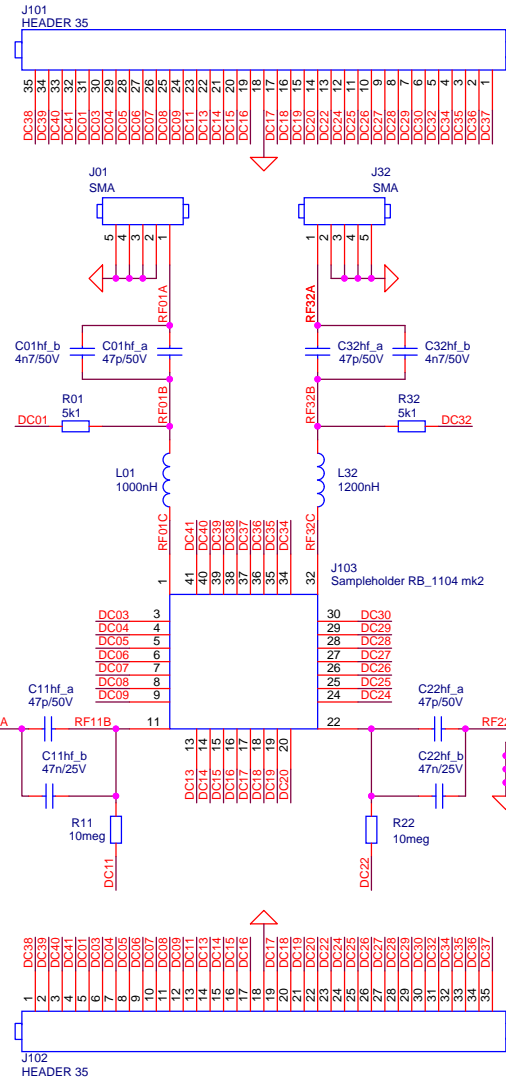 J101
HEADER 35
35 34 33 32 31 30 29 28 27 26 25 24 23 22 21 20 19 18 17 16 15 14 13 12 11 10 9 8 7 6 5 4 3 2 1
DC38 DC39 DC40 DC41 DC01 DC03 DC04 DC05 DC06 DC07 DC08 DC09 DC11 DC13 DC14 DC15 DC16 DC17 DC18 DC19 DC20 DC22 DC24 DC25 DC26 DC27 DC28 DC29 DC30 DC32 DC34 DC35 DC36 DC37
J01
SMA
J32
SMA
5 4 3 2 1
1 2 3 4 5
RF01A
RF32A
C01hf_b
4n7/50V
C01hf_a
47p/50V
C32hf_a
47p/50V
C32hf_b
4n7/50V
RF01B
RF32B
R01
5k1
DC01
R32
5k1
DC32
L01
1000nH
L32
1200nH
RF01C
DC41 DC40 DC39 DC38 DC37 DC36 DC35 DC34
RF32C
1 41 40 39 38 37 36 35 34 32
J103
Sampleholder RB_1104 mk2
DC03 3
DC04 4
DC05 5
DC06 6
DC07 7
DC08 8
DC09 9
30 DC30
29 DC29
28 DC28
27 DC27
26 DC26
25 DC25
24 DC24
C11hf_a
47p/50V
A
RF11B
11
22
C22hf_a
47p/50V
RF22
13 14 15 16 17 18 19 20
DC13 DC14 DC15 DC16 DC17 DC18 DC19 DC20
C11hf_b
47n/25V
C22hf_b
47n/25V
R11
10meg
DC11
R22
10meg
DC22
DC38 DC39 DC40 DC41 DC01 DC03 DC04 DC05 DC06 DC07 DC08 DC09 DC11 DC13 DC14 DC15 DC16 DC17 DC18 DC19 DC20 DC22 DC24 DC25 DC26 DC27 DC28 DC29 DC30 DC32 DC34 DC35 DC36 DC37
1 2 3 4 5 6 7 8 9 10 11 12 13 14 15 16 17 18 19 20 21 22 23 24 25 26 27 28 29 30 31 32 33 34 35
J102
HEADER 35